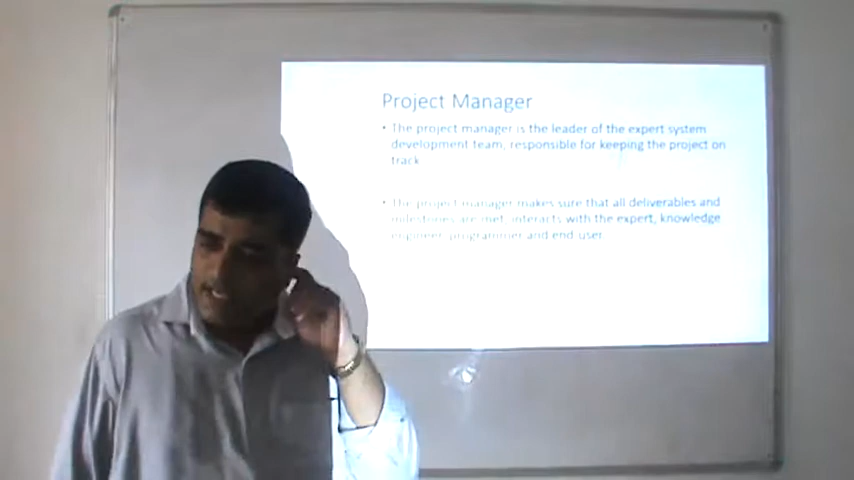 Project Manager
• The project manager is the leader of the expert system
development team, responsible for keeping the project on
track
• The project manager makes sure that all deliverables and
milestones are met, interacts with the expert, knowledge
engineer, programmer and end user